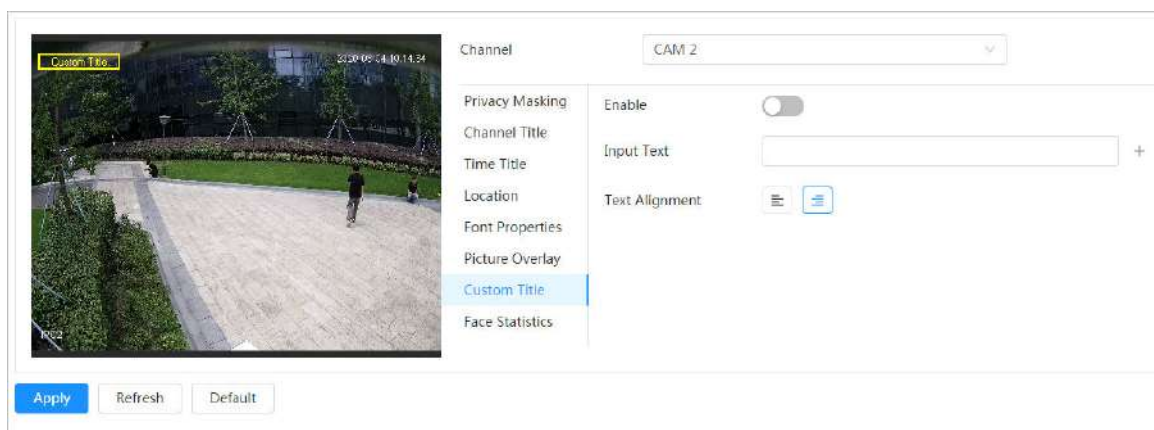 Custom Title
Channel
CAM 2
Privacy Masking
Channel Title
Time Title
Location
Font Properties
Picture Overlay
Custom Title
Face Statistics
Enable
Input Text
+
Text Alignment
IPC2
Apply
Refresh
Default